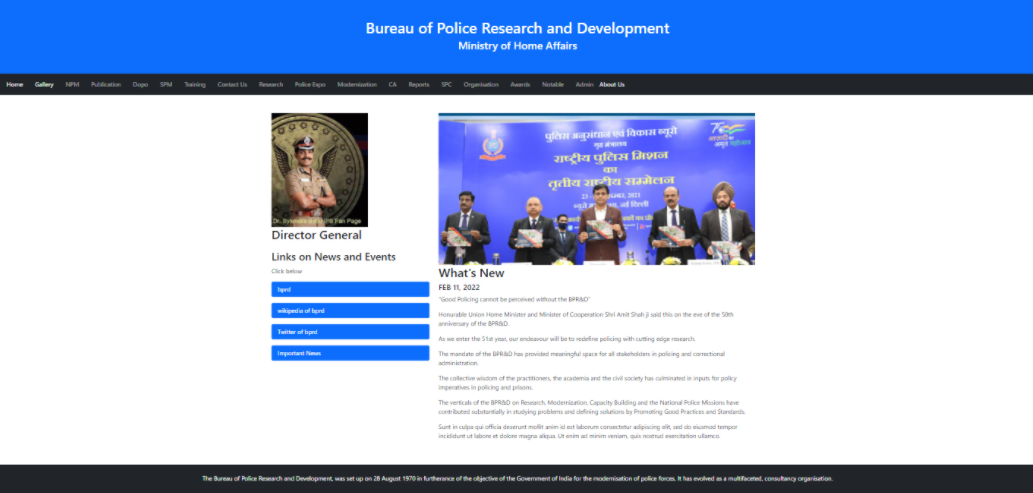 Bureau of Police Research and Development
Ministry of Home Affairs
Home Gallery NPM Publication Dspo SPM Training Contact Us Research Police Expo Modernization CA Reports SPC Organisation Awards Notable Admin About Us
Fan Page
Director General
Links on News and Events
Click below
bprd
wikipedia of bprd
Twitter of bprd
Important News
पुलिस अनुसंधान एवं विकास ब्यूरो
गृह मंत्रालय
राष्ट्रीय पुलिस मिशन
का
तृतीय राष्ट्रीय सम्मेलन
नई दिल्ली
What's New
FEB 11, 2022
"Good Policing cannot be perceived without the BPR&D"
Honurable Union Home Minister and Minister of Cooperation Shri Amit Shah ji said this on the eve of the 50th
anniversary of the BPR&D.
As we enter the 51st year, our endeavour will be to redefine policing with cutting edge research.
The mandate of the BPR&D has provided meaningful space for all stakeholders in policing and correctional
administration.
The collective wisdom of the practitioners, the academia and the civil society has culminated in inputs for policy
imperatives in policing and prisons.
The verticals of the BPR&D on Research, Modernization, Capacity Building and the National Police Missions have
contributed substantially in studying problems and defining solutions by Promoting Good Practices and Standards.
Sunt in culpa qui officia deserunt mollit anim id est laborum consectetur adipiscing elit, sed do eiusmod tempor
incididunt ut labore et dolore magna aliqua. Ut enim ad minim veniam, quis nostrud exercitation ullamco.
The Bureau of Police Research and Development, was set up on 28 August 1970 in furtherance of the objective of the Government of India for the modernisation of police forces. It has evolved as a multifaceted, consultancy organisation.